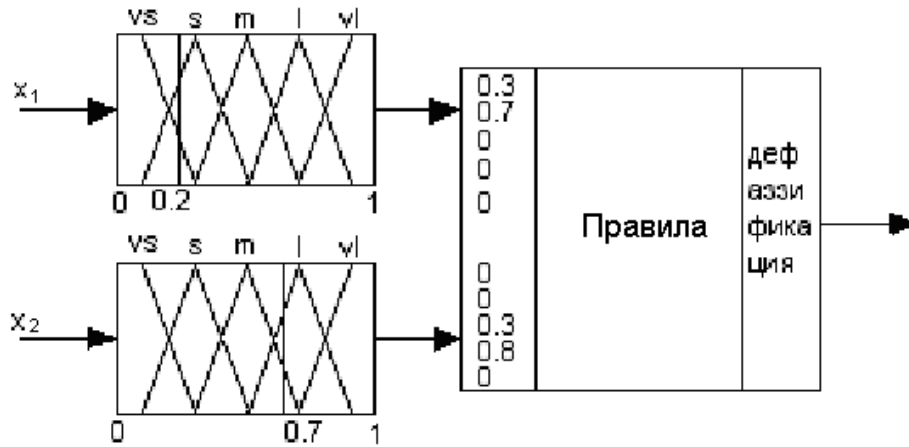 vs s m l vl
x₁
0 0.2 1
vs s m l vl
x₂
0 0.7 1
0.3
0.7
0
0
0
0
0
0.3
0.8
0
Правила
деф
аззи
фика
ция